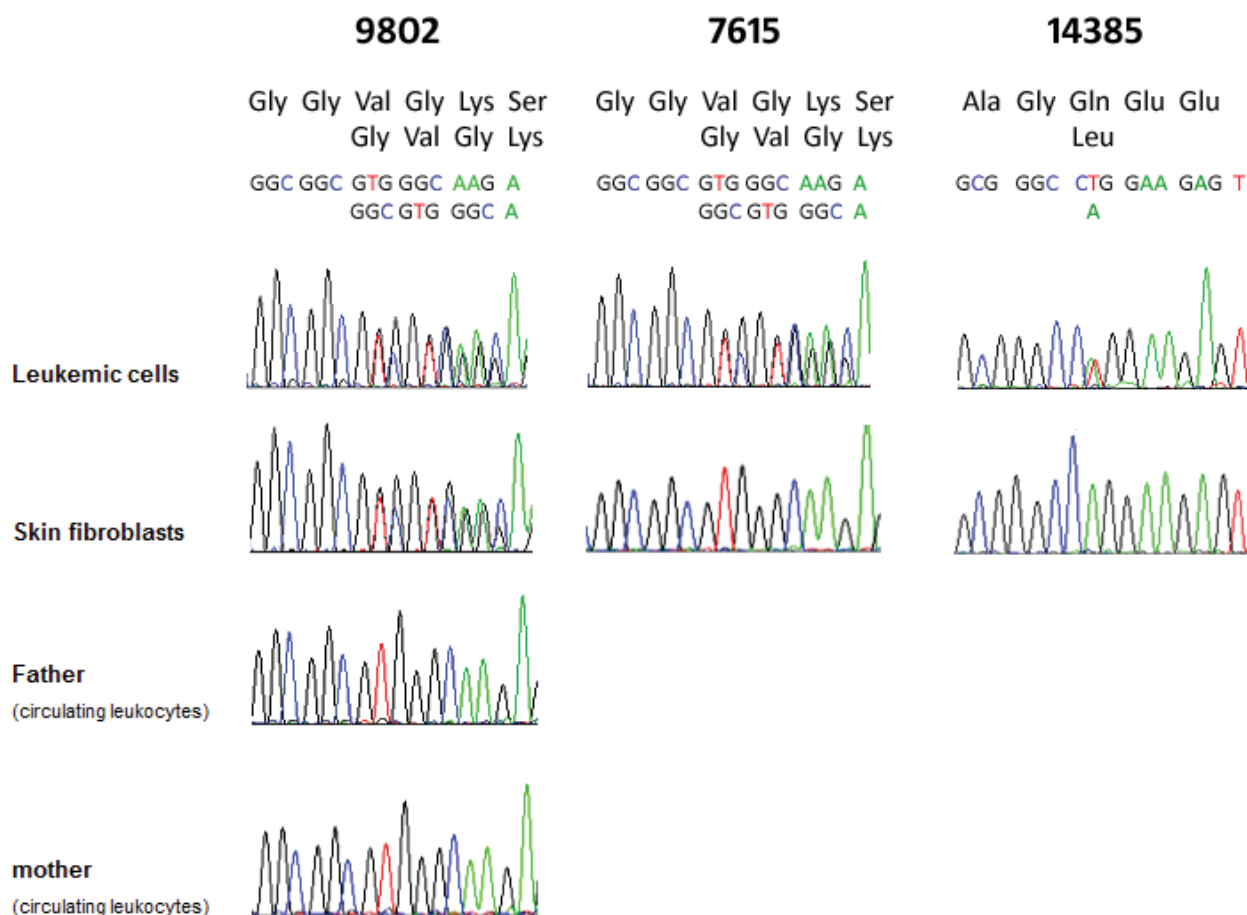 9802 7615 14385
Gly Gly Val Gly Lys Ser Gly Gly Val Gly Lys Ser Ala Gly Gln Glu Glu
Gly Val Gly Lys Gly Val Gly Lys Leu
GGC GGC GTG GGC AAG A GGC GGC GTG GGC AAG A GCG GGC CTG GAA GAG T
GGC GTG GGC A GGC GTG GGC A A
Leukemic cells
Skin fibroblasts
Father
(circulating leukocytes)
mother
(circulating leukocytes)